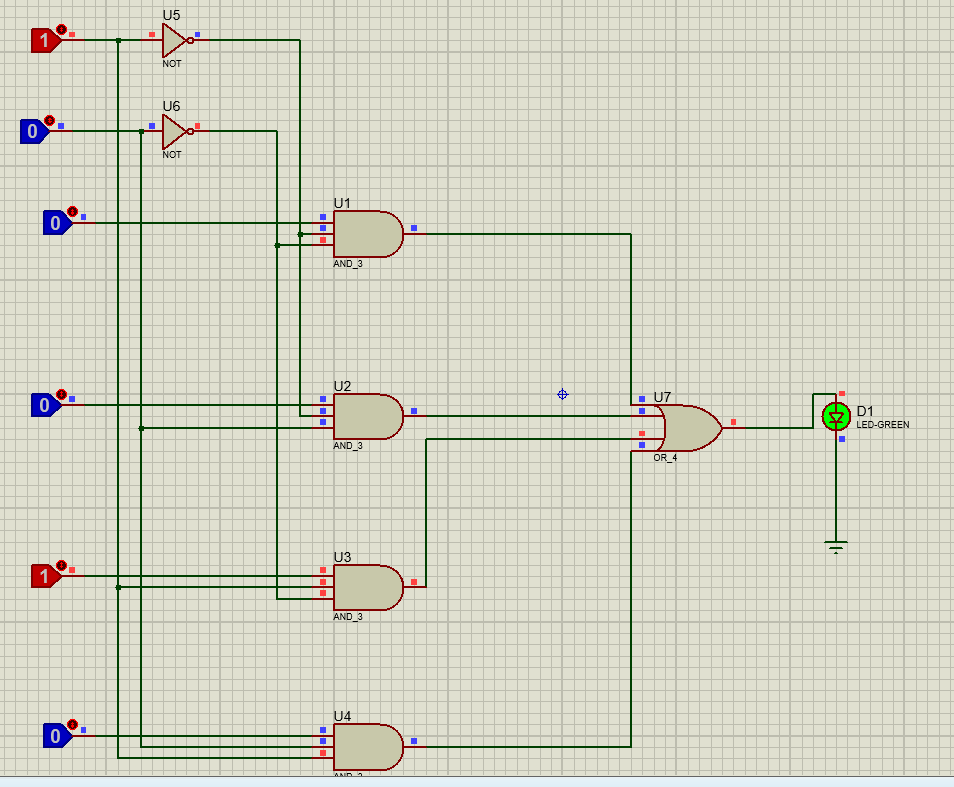 U5
1
NOT
U6
0
NOT
U1
0
AND_3
U2
0
AND_3
U7
D1
LED-GREEN
OR_4
U3
1
AND_3
U4
0
AND_3